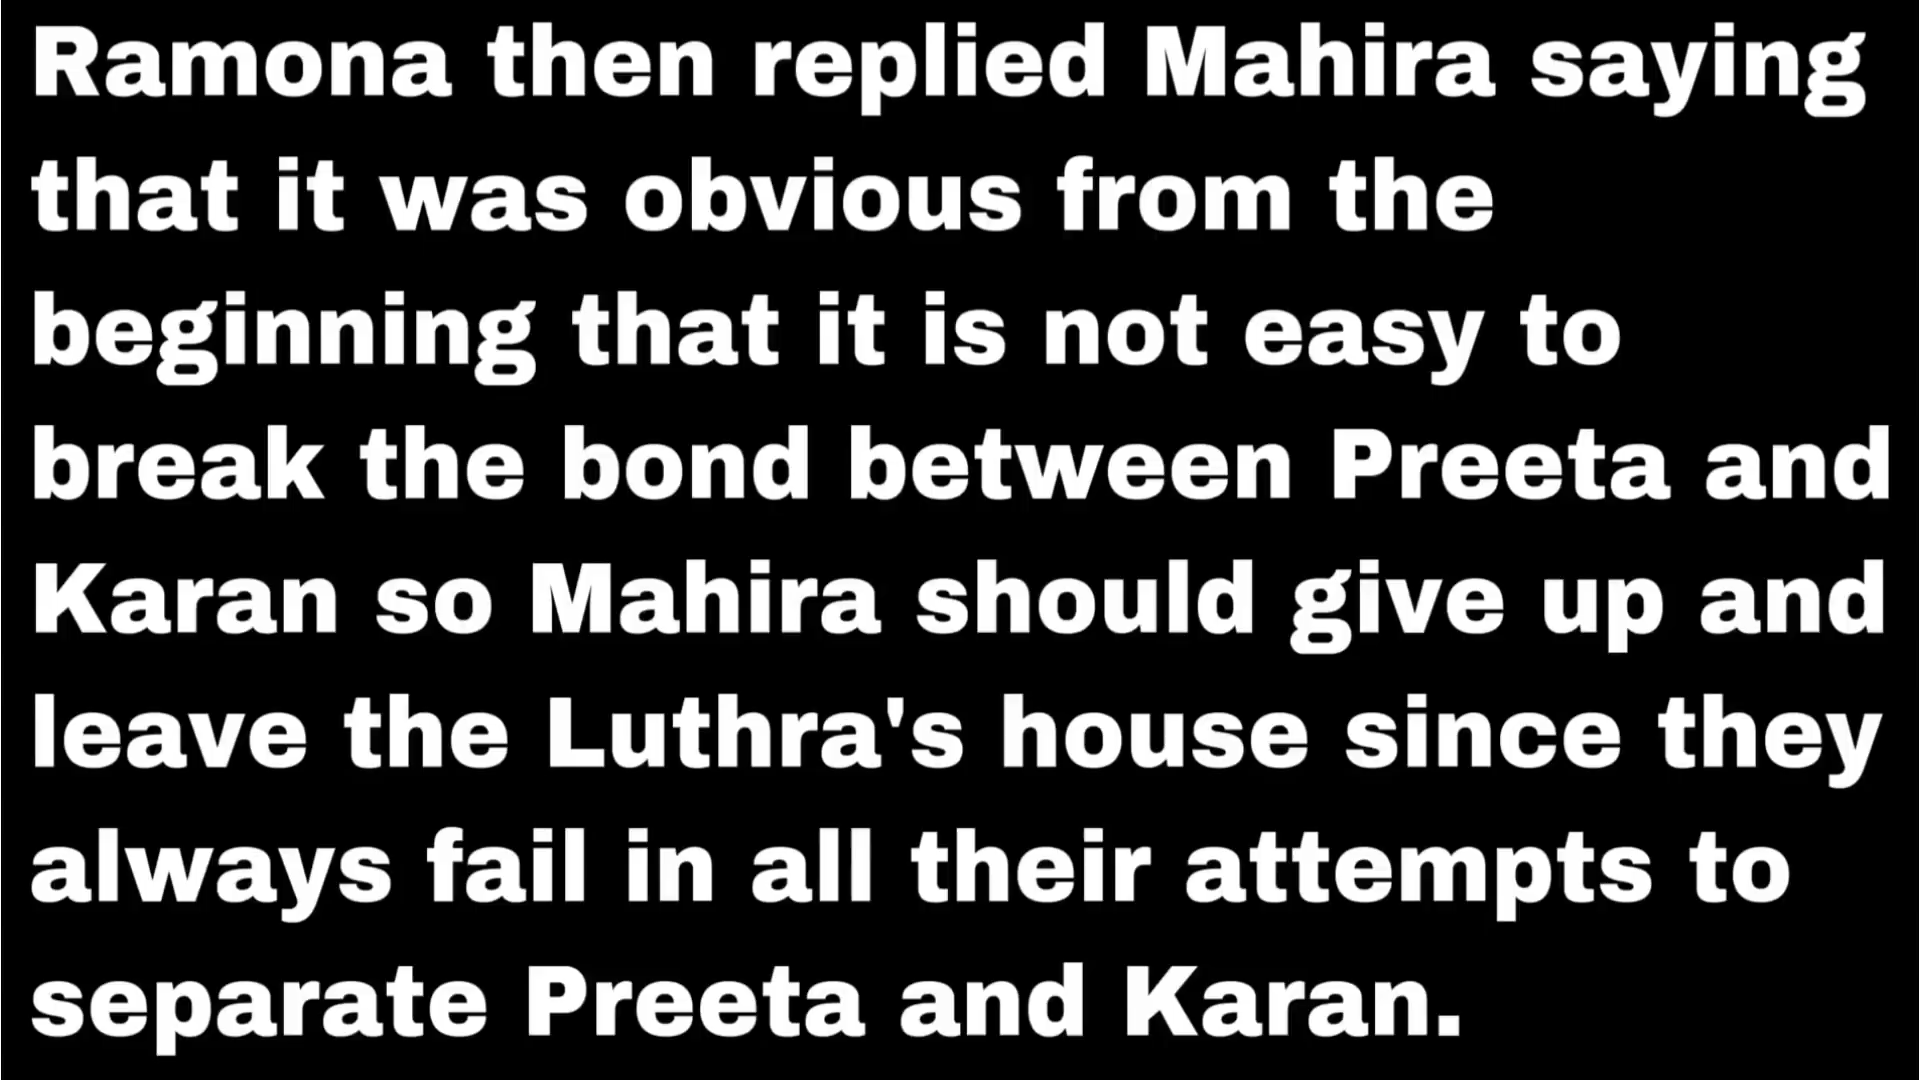 Ramona then replied Mahira saying
that it was obvious from the
beginning that it is not easy to
break the bond between Preeta and
Karan so Mahira should give up and
leave the Luthra's house since they
always fail in all their attempts to
separate Preeta and Karan.